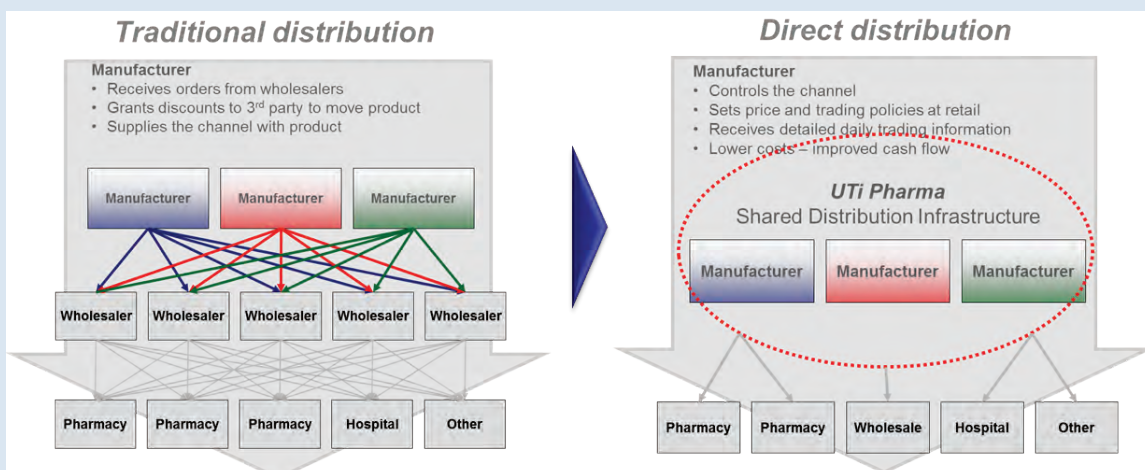 Traditional distribution
Manufacturer
• Receives orders from wholesalers
• Grants discounts to 3rd party to move product
• Supplies the channel with product
Manufacturer Manufacturer Manufacturer
Wholesaler Wholesaler Wholesaler Wholesaler Wholesaler
Pharmacy Pharmacy Pharmacy Hospital Other
Direct distribution
Manufacturer
• Controls the channel
• Sets price and trading policies at retail
• Receives detailed daily trading information
• Lower costs – improved cash flow
UTi Pharma
Shared Distribution Infrastructure
Manufacturer Manufacturer Manufacturer
Pharmacy Pharmacy Wholesale Hospital Other